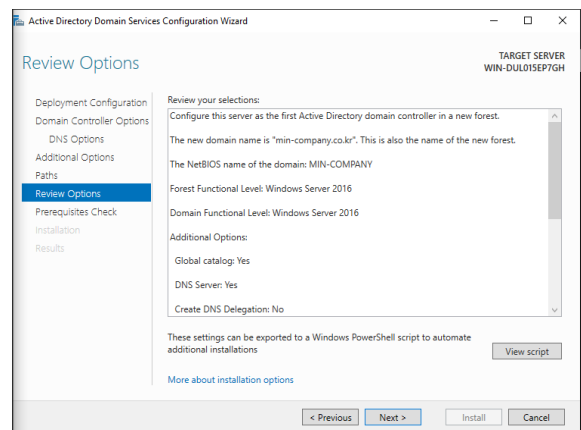 Active Directory Domain Services Configuration Wizard
Review Options
TARGET SERVER
WIN-DUL015EP7GH
Deployment Configuration
Domain Controller Options
DNS Options
Additional Options
Paths
Review Options
Prerequisites Check
Installation
Results
Review your selections:
Configure this server as the first Active Directory domain controller in a new forest.
The new domain name is "min-company.co.kr". This is also the name of the new forest.
The NetBIOS name of the domain: MIN-COMPANY
Forest Functional Level: Windows Server 2016
Domain Functional Level: Windows Server 2016
Additional Options:
Global catalog: Yes
DNS Server: Yes
Create DNS Delegation: No
These settings can be exported to a Windows PowerShell script to automate
additional installations
View script
More about installation options
< Previous
Next >
Install
Cancel